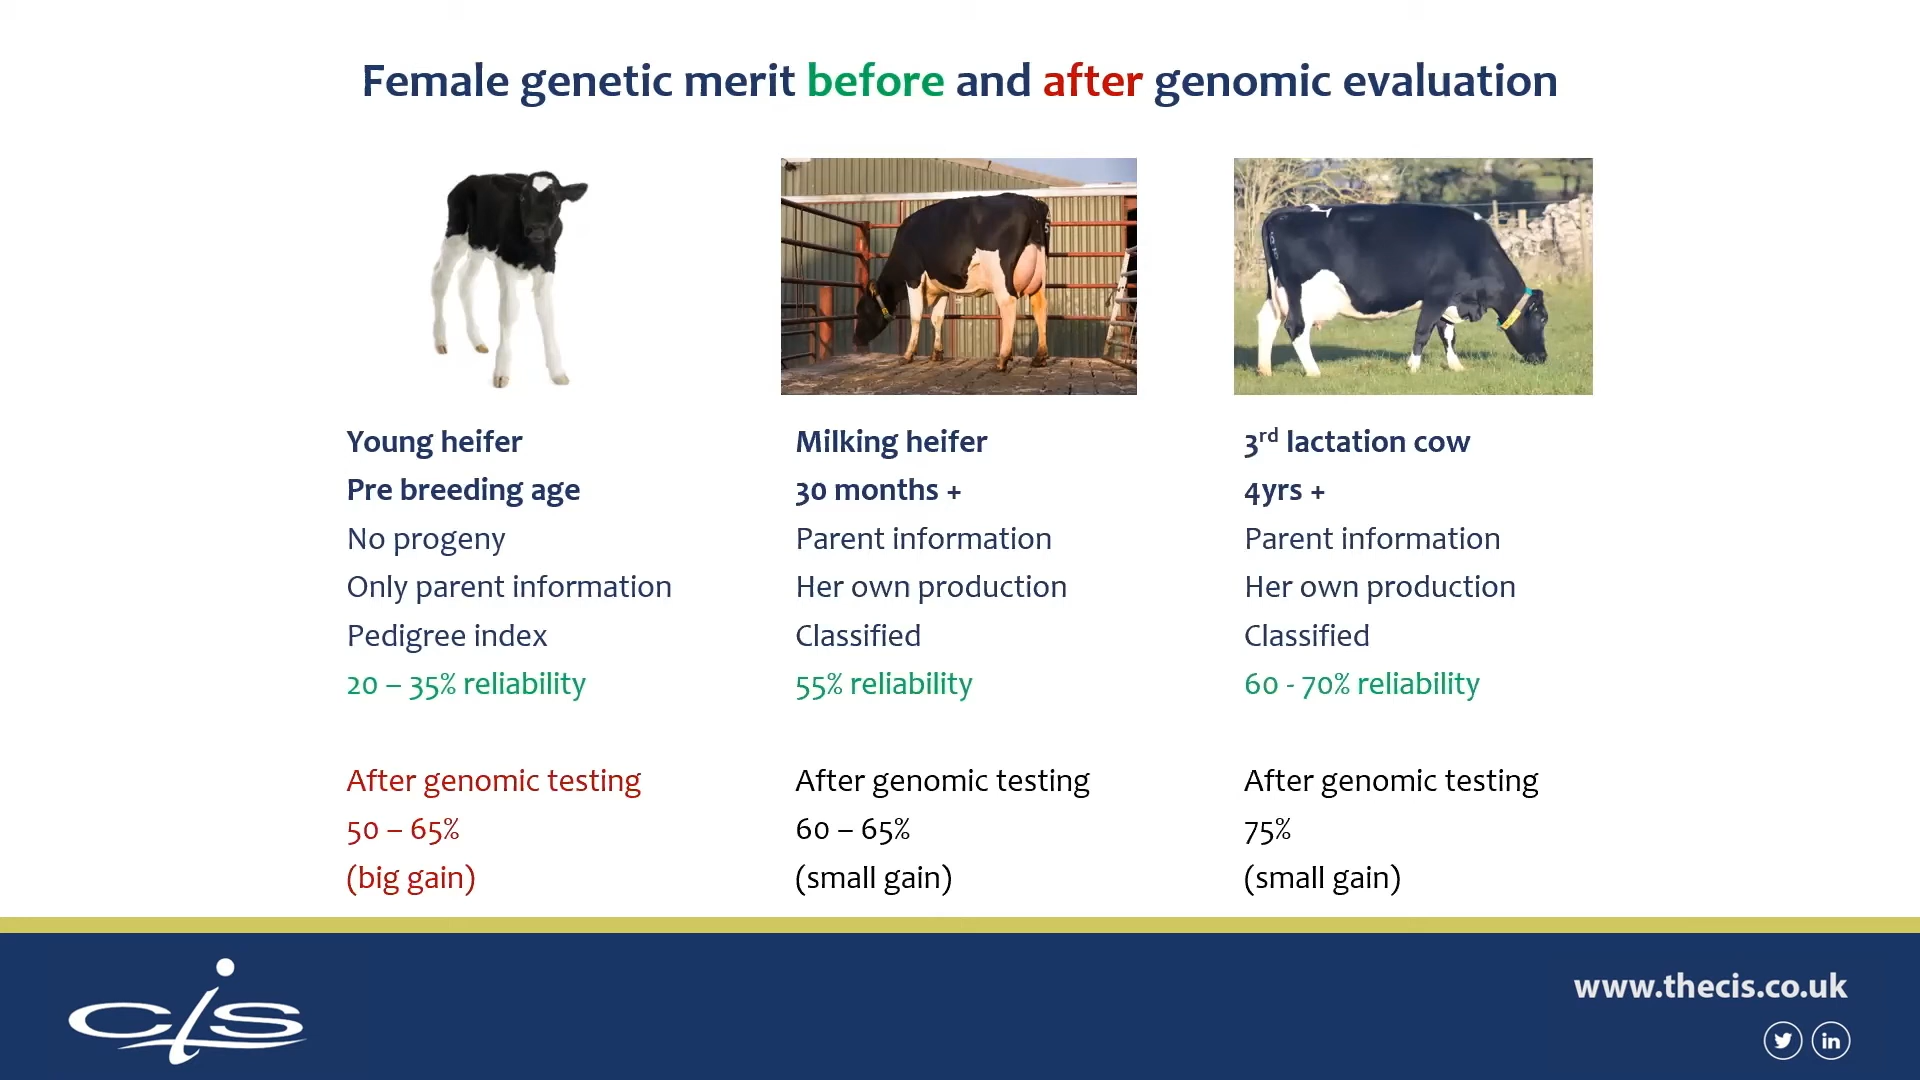 Female genetic merit before and after genomic evaluation
Young heifer
Pre breeding age
No progeny
Only parent information
Pedigree index
20 – 35% reliability
After genomic testing
50 – 65%
(big gain)
Milking heifer
30 months +
Parent information
Her own production
Classified
55% reliability
After genomic testing
60 – 65%
(small gain)
3rd lactation cow
4yrs +
Parent information
Her own production
Classified
60 - 70% reliability
After genomic testing
75%
(small gain)
cis
www.thecis.co.uk
in